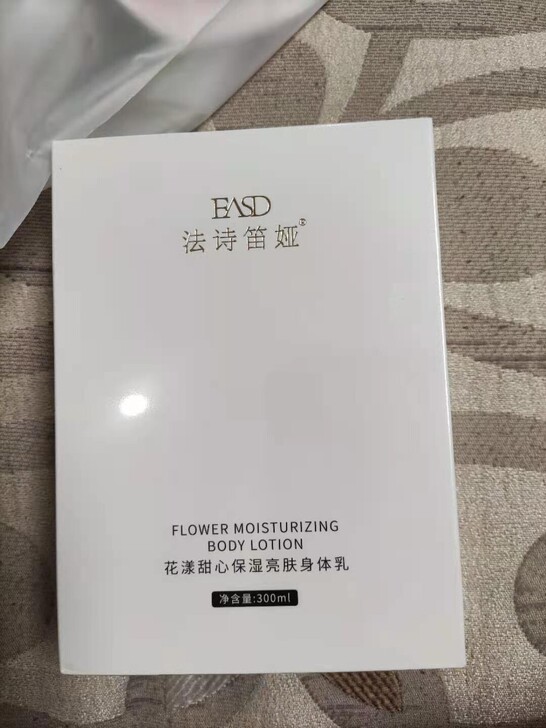 FASD
法诗笛娅®
FLOWER MOISTURIZING
BODY LOTION
花漾甜心保湿亮肤身体乳
净含量:300ml